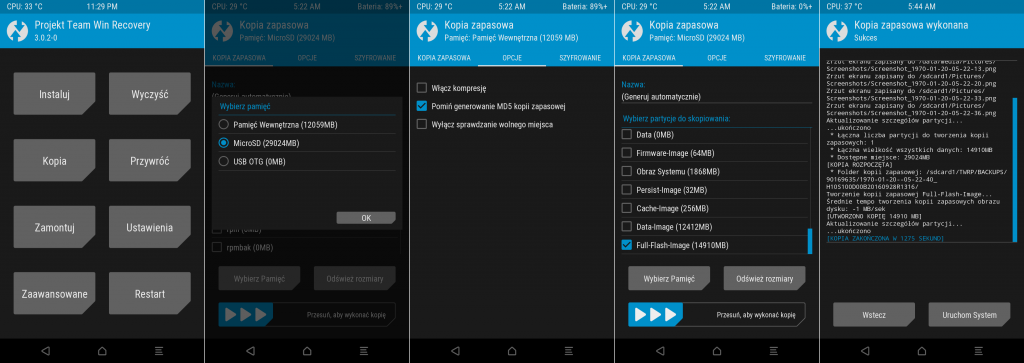 CPU: 33 °C
11:29 PM
Projekt Team Win Recovery
3.0.2-0
Instaluj
Wyczyść
Kopia
Przywróć
Zamontuj
Ustawienia
Zaawansowane
Restart
CPU: 29 °C
5:22 AM
Bateria: 89%+
Kopia zapasowa
Pamięć: MicroSD (29024 MB)
KOPIA ZAPASOWA
OPCJE
SZYFROWANIE
Nazwa:
(Generuj automatycznie)
Wybierz pamięć
Pamięć Wewnętrzna (12059MB)
MicroSD (29024MB)
USB OTG (0MB)
OK
rpm (0MB)
rpmbak (0MB)
Wybierz Pamięć
Odśwież rozmiary
Przesuń, aby wykonać kopię
CPU: 29 °C
5:22 AM
Bateria: 89%+
Kopia zapasowa
Pamięć: Pamięć Wewnętrzna (12059 MB)
KOPIA ZAPASOWA
OPCJE
SZYFROWANIE
Włącz kompresję
Pomiń generowanie MD5 kopii zapasowej
Wyłącz sprawdzanie wolnego miejsca
CPU: 29 °C
5:22 AM
Bateria: 0%+
Kopia zapasowa
Pamięć: MicroSD (29024 MB)
KOPIA ZAPASOWA
OPCJE
SZYFROWANIE
Nazwa:
(Generuj automatycznie)
Wybierz partycje do skopiowania:
Data (0MB)
Firmware-Image (64MB)
Obraz Systemu (1868MB)
Persist-Image (32MB)
Cache-Image (256MB)
Data-Image (12412MB)
Full-Flash-Image (14910MB)
Wybierz Pamięć
Odśwież rozmiary
Przesuń, aby wykonać kopię
CPU: 37 °C
5:44 AM
Kopia zapasowa wykonana
Sukces
Zrzut ekranu zapisany do /data/media/Pictures/
Screenshots/Screenshot_1970-01-20-05-22-13.png
Zrzut ekranu zapisany do /sdcard1/Pictures/
Screenshots/Screenshot_1970-01-20-05-22-20.png
Zrzut ekranu zapisany do /sdcard1/Pictures/
Screenshots/Screenshot_1970-01-20-05-22-33.png
Zrzut ekranu zapisany do /sdcard1/Pictures/
Screenshots/Screenshot_1970-01-20-05-22-36.png
Aktualizowanie szczegółów partycji...
...ukończono
* Łączna liczba partycji do tworzenia kopii
zapasowych: 1
* Łączna wielkość wszystkich danych: 14910MB
* Dostępne miejsce: 29024MB
[KOPIA ROZPOCZĘTA]
* Folder kopii zapasowej: /sdcard1/TWRP/BACKUPS/
90169635/1970-01-20--05-22-40_
H10S100D00B20160928R1316/
Tworzenie kopii zapasowej Full-Flash-Image...
Średnie tempo tworzenia kopii zapasowych obrazu
dysku: -1 MB/sek
[UTWORZONO KOPIĘ 14910 MB]
Aktualizowanie szczegółów partycji...
...ukończono
[KOPIA ZAKOŃCZONA W 1275 SEKUND]
Wstecz
Uruchom System